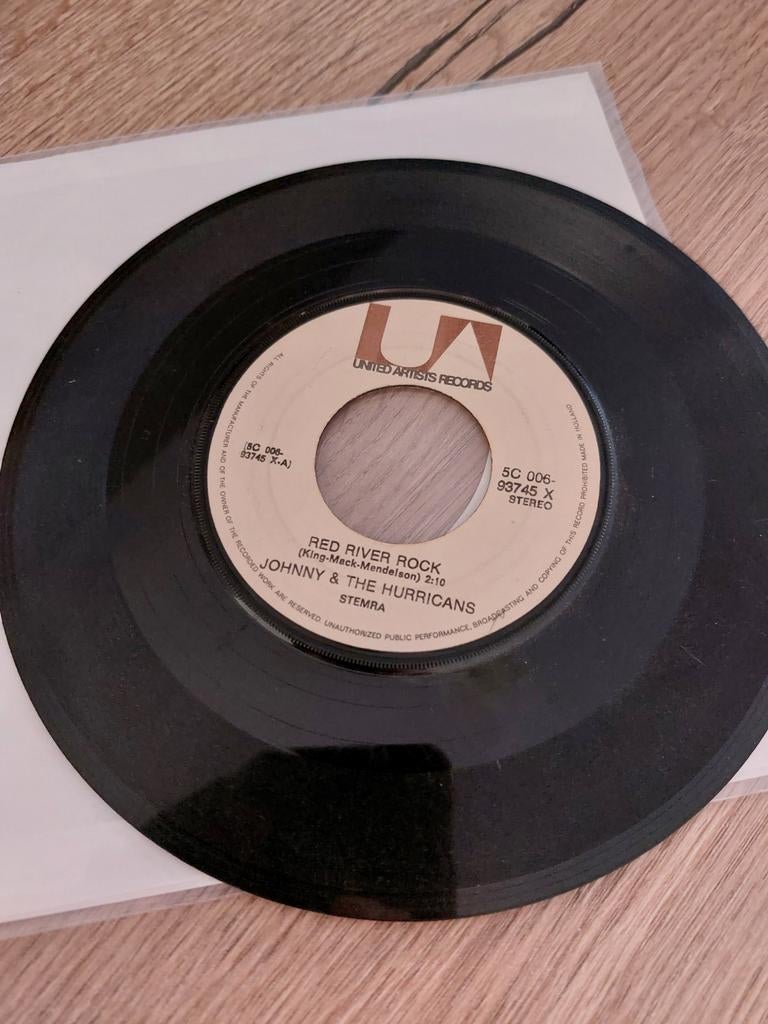 UA
UNITED ARTISTS RECORDS
(5C 006-
93745 X-A)
5C 006-
93745 X
STEREO
RED RIVER ROCK
(King-Mack-Mendelson) 2:10
JOHNNY & THE HURRICANS
STEMRA
ALL RIGHTS OF THE MANUFACTURER AND OF THE OWNER OF THE RECORDED WORK ARE RESERVED. UNAUTHORIZED PUBLIC PERFORMANCE, BROADCASTING AND COPYING OF THIS RECORD PROHIBITED MADE IN HOLLAND